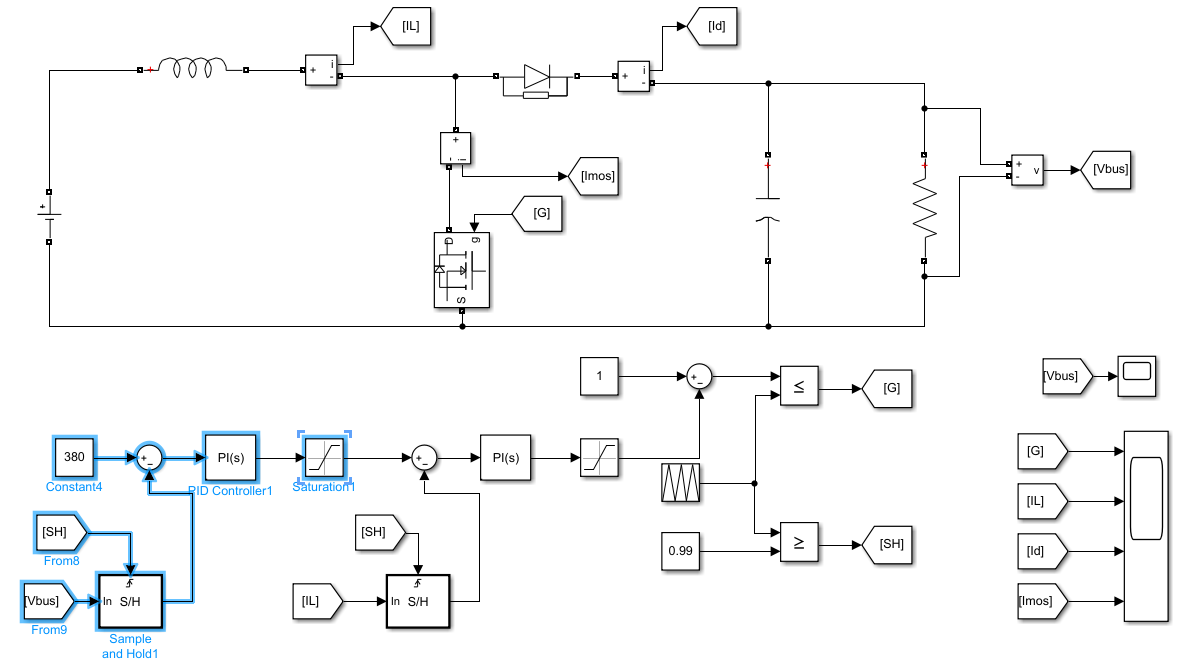 [IL]
[Id]
+ i -
+ i -
+ - i
[Imos]
[G]
D g
S
+
+ - v
[Vbus]
1
+ −
≤
[G]
[Vbus]
380
Constant4
+ −
PI(s)
PID Controller1
Saturation1
+ −
PI(s)
[SH]
From8
[Vbus]
From9
In S/H
Sample
and Hold1
[SH]
[IL]
In S/H
0.99
≥
[SH]
[G]
[IL]
[Id]
[Imos]